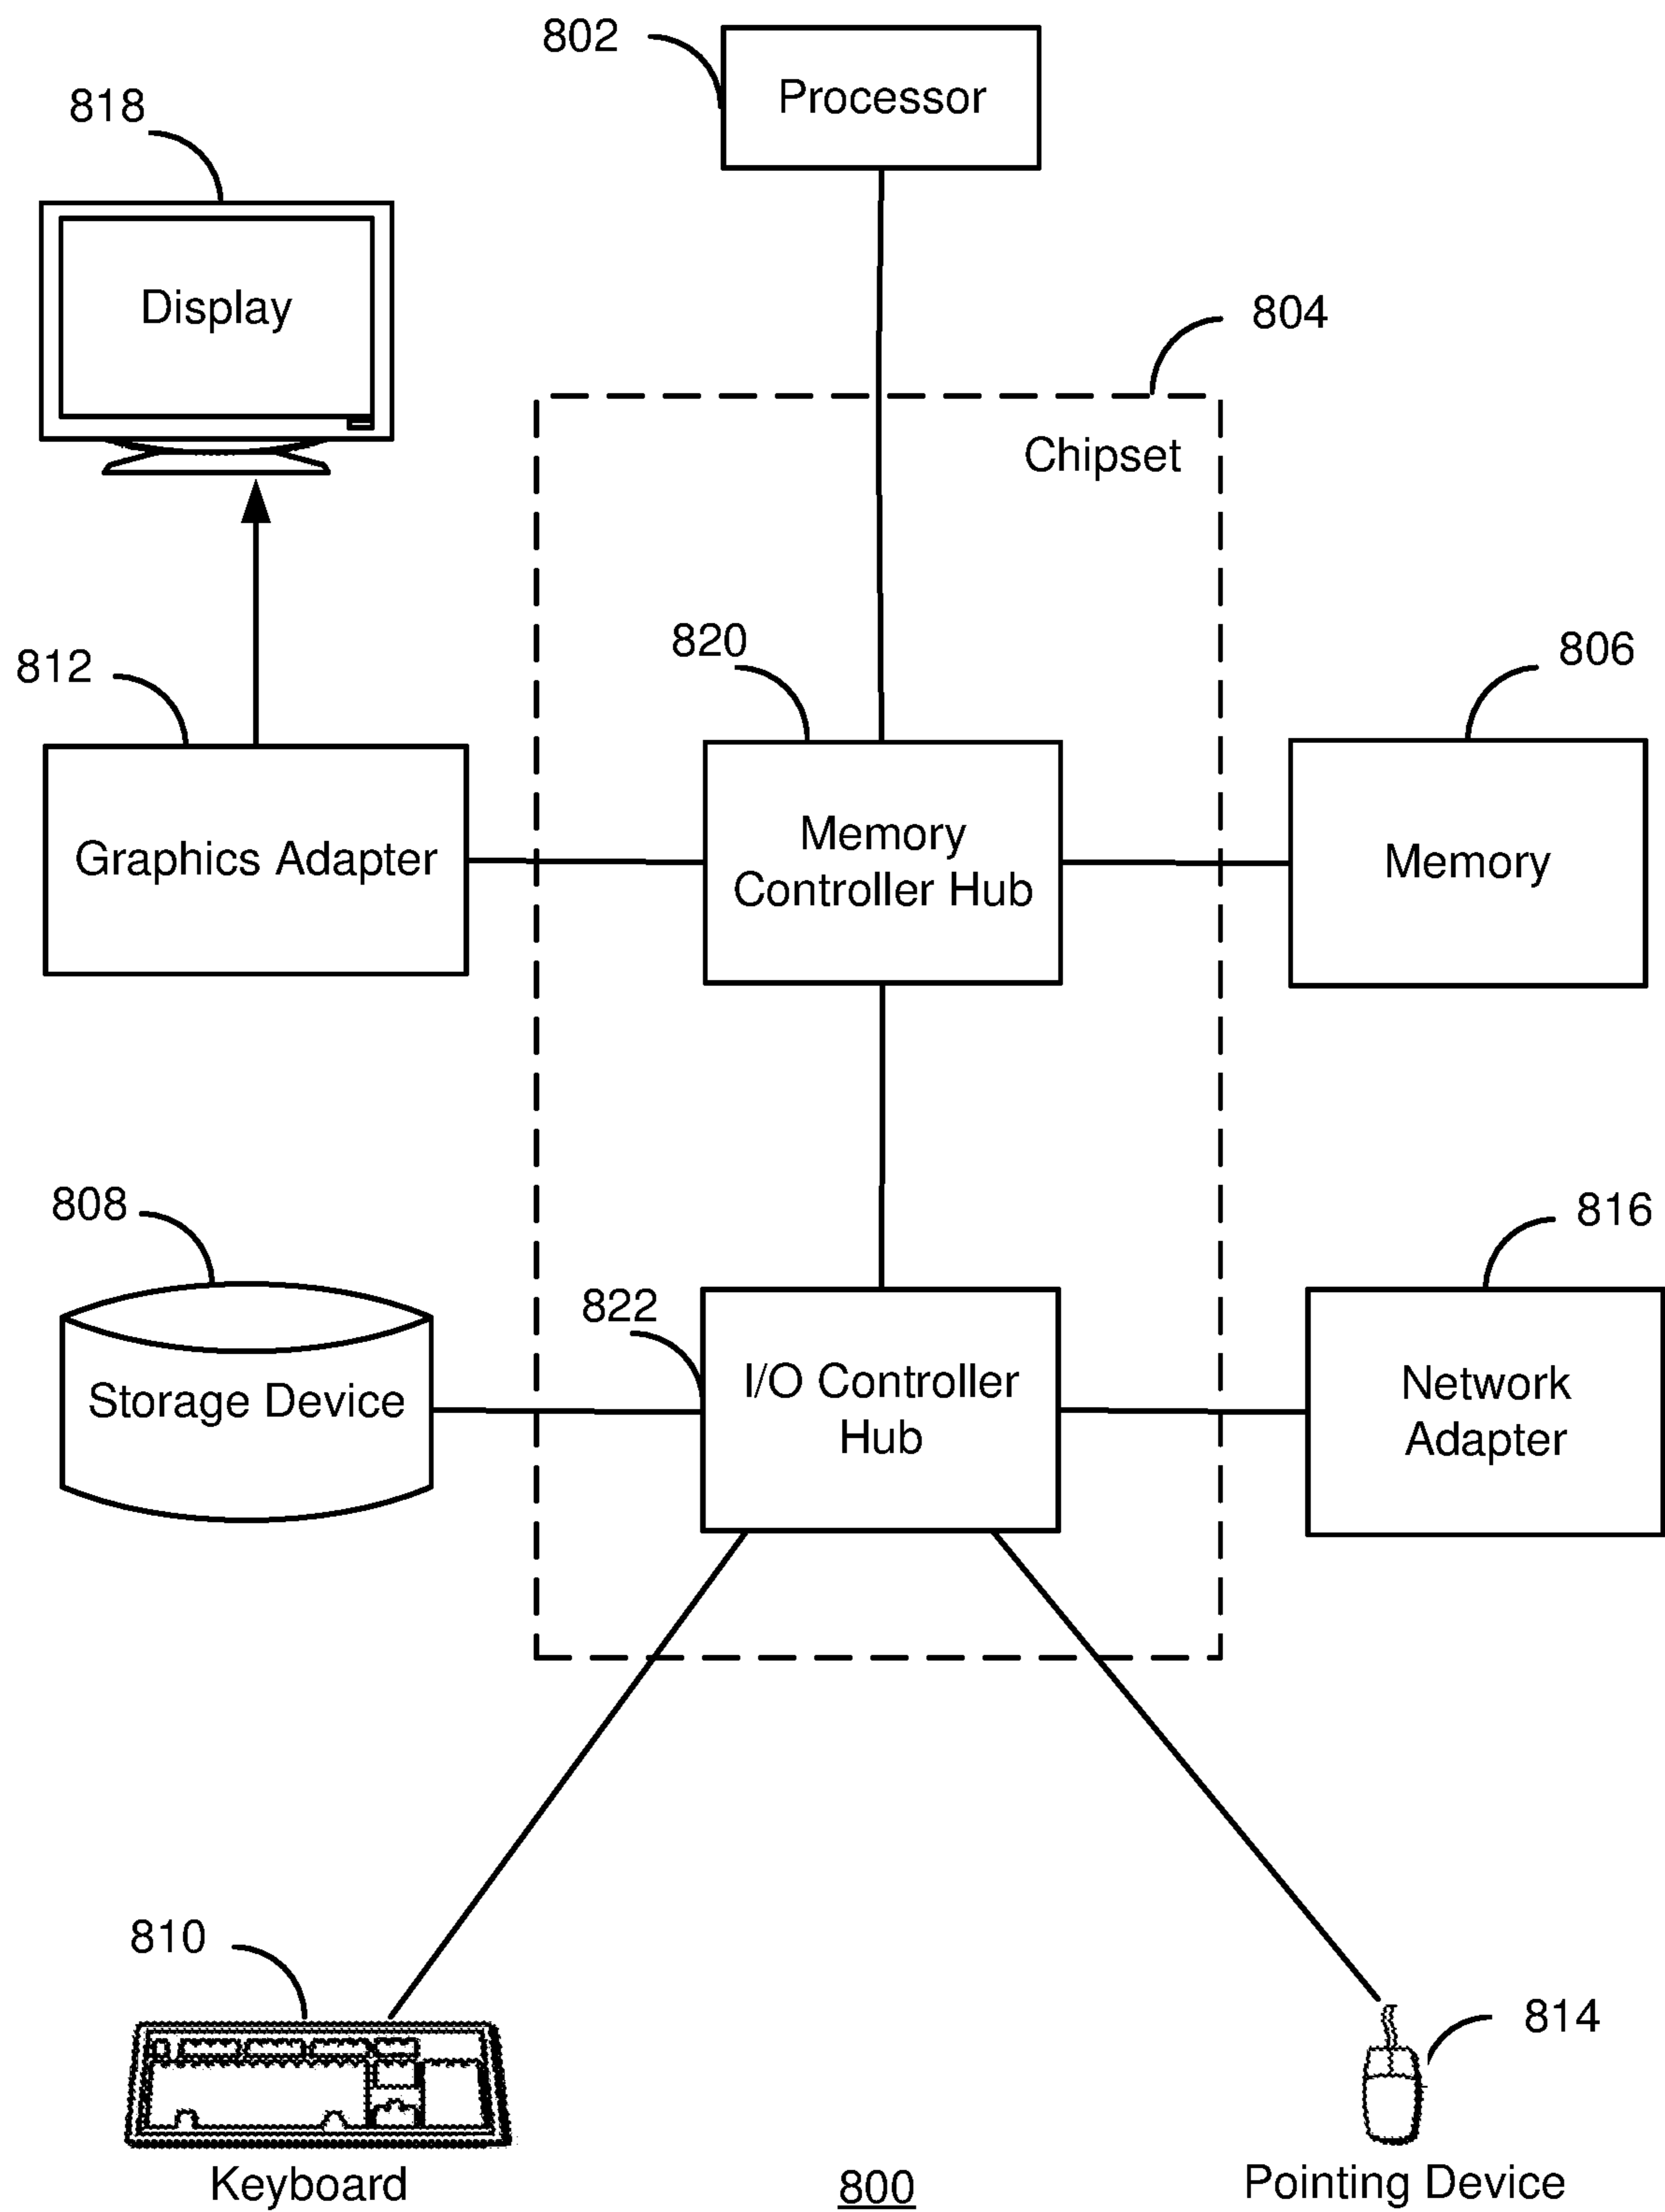 802
Processor
818
Display
804
Chipset
820
812
806
Graphics Adapter
Memory
Controller Hub
Memory
808
816
822
Storage Device
I/O Controller
Hub
Network
Adapter
810
814
Keyboard
800
Pointing Device